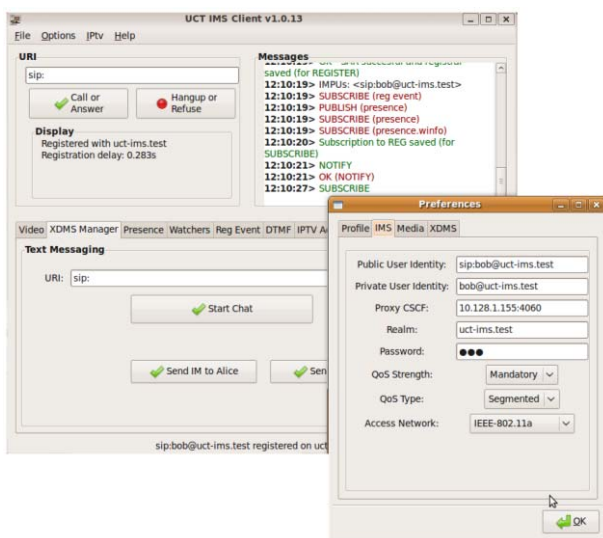 UCT IMS Client v1.0.13
File Options IPtv Help
URI
sip:
Call or
Answer
Hangup or
Refuse
Display
Registered with uct-ims.test
Registration delay: 0.283s
Messages
saved (for REGISTER)
12:10:19> IMPUs: <sip:bob@uct-ims.test>
12:10:19> SUBSCRIBE (reg event)
12:10:19> PUBLISH (presence)
12:10:19> SUBSCRIBE (presence)
12:10:19> SUBSCRIBE (presence.winfo)
12:10:20> Subscription to REG saved (for
SUBSCRIBE)
12:10:21> NOTIFY
12:10:21> OK (NOTIFY)
12:10:27> SUBSCRIBE
Video XDMS Manager Presence Watchers Reg Event DTMF IPTV
Text Messaging
URI: sip:
Start Chat
Send IM to Alice
Sen
sip:bob@uct-ims.test registered on uct
Preferences
Profile IMS Media XDMS
Public User Identity: sip:bob@uct-ims.test
Private User Identity: bob@uct-ims.test
Proxy CSCF: 10.128.1.155:4060
Realm: uct-ims.test
Password: ●●●
QoS Strength: Mandatory
QoS Type: Segmented
Access Network: IEEE-802.11a
OK